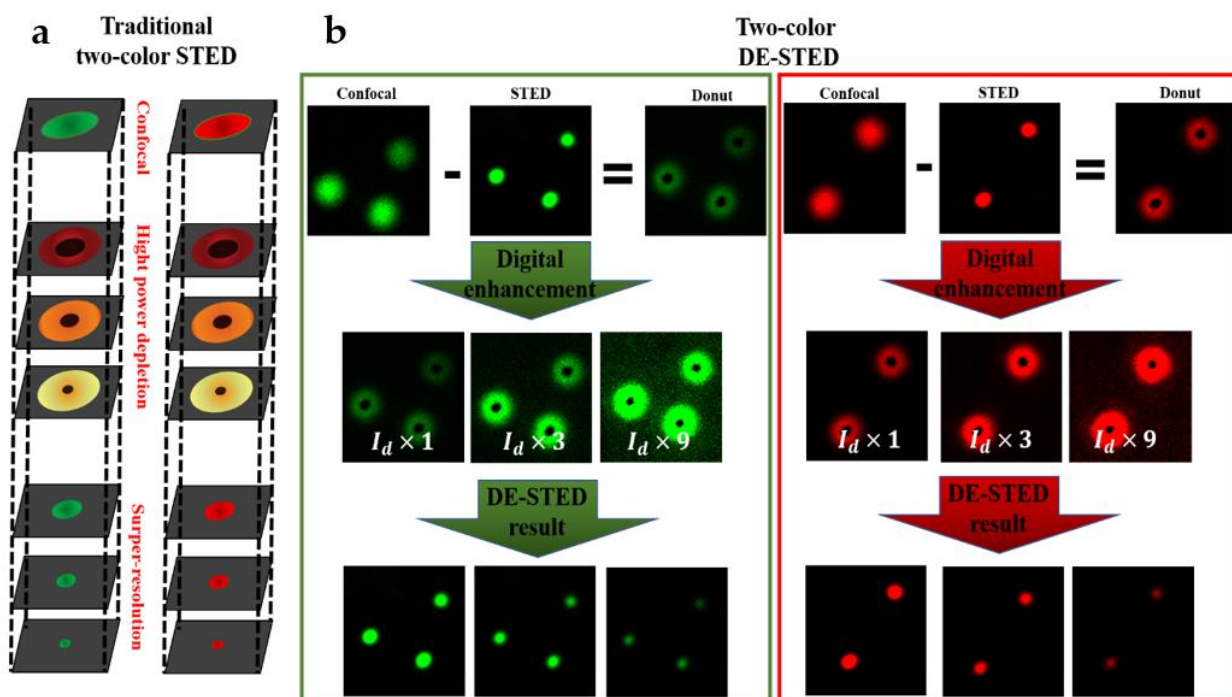 a
Traditional
two-color STED
Confocal
Hight power depletion
Surper-resolution
b
Two-color
DE-STED
Confocal
STED
Donut
-
=
Digital
enhancement
I_d × 1
I_d × 3
I_d × 9
DE-STED
result
Confocal
STED
Donut
-
=
Digital
enhancement
I_d × 1
I_d × 3
I_d × 9
DE-STED
result